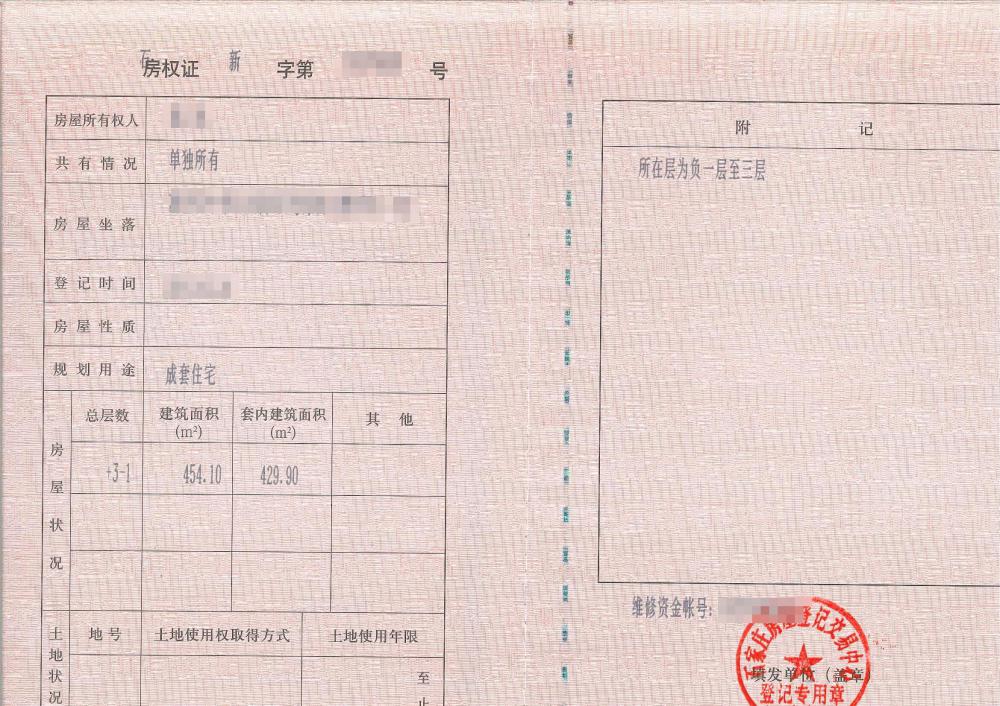 石房权证 新 字第 号
房屋所有权人
共有情况 单独所有
房屋坐落
登记时间
房屋性质
规划用途 成套住宅
房屋状况
总层数 建筑面积(m²) 套内建筑面积(m²) 其他
+3-1 454.10 429.90
土地状况
地号 土地使用权取得方式 土地使用年限
至
止
附 记
所在层为负一层至三层
维修资金帐号:
石家庄房屋登记交易中心
填发单位(盖章)
登记专用章